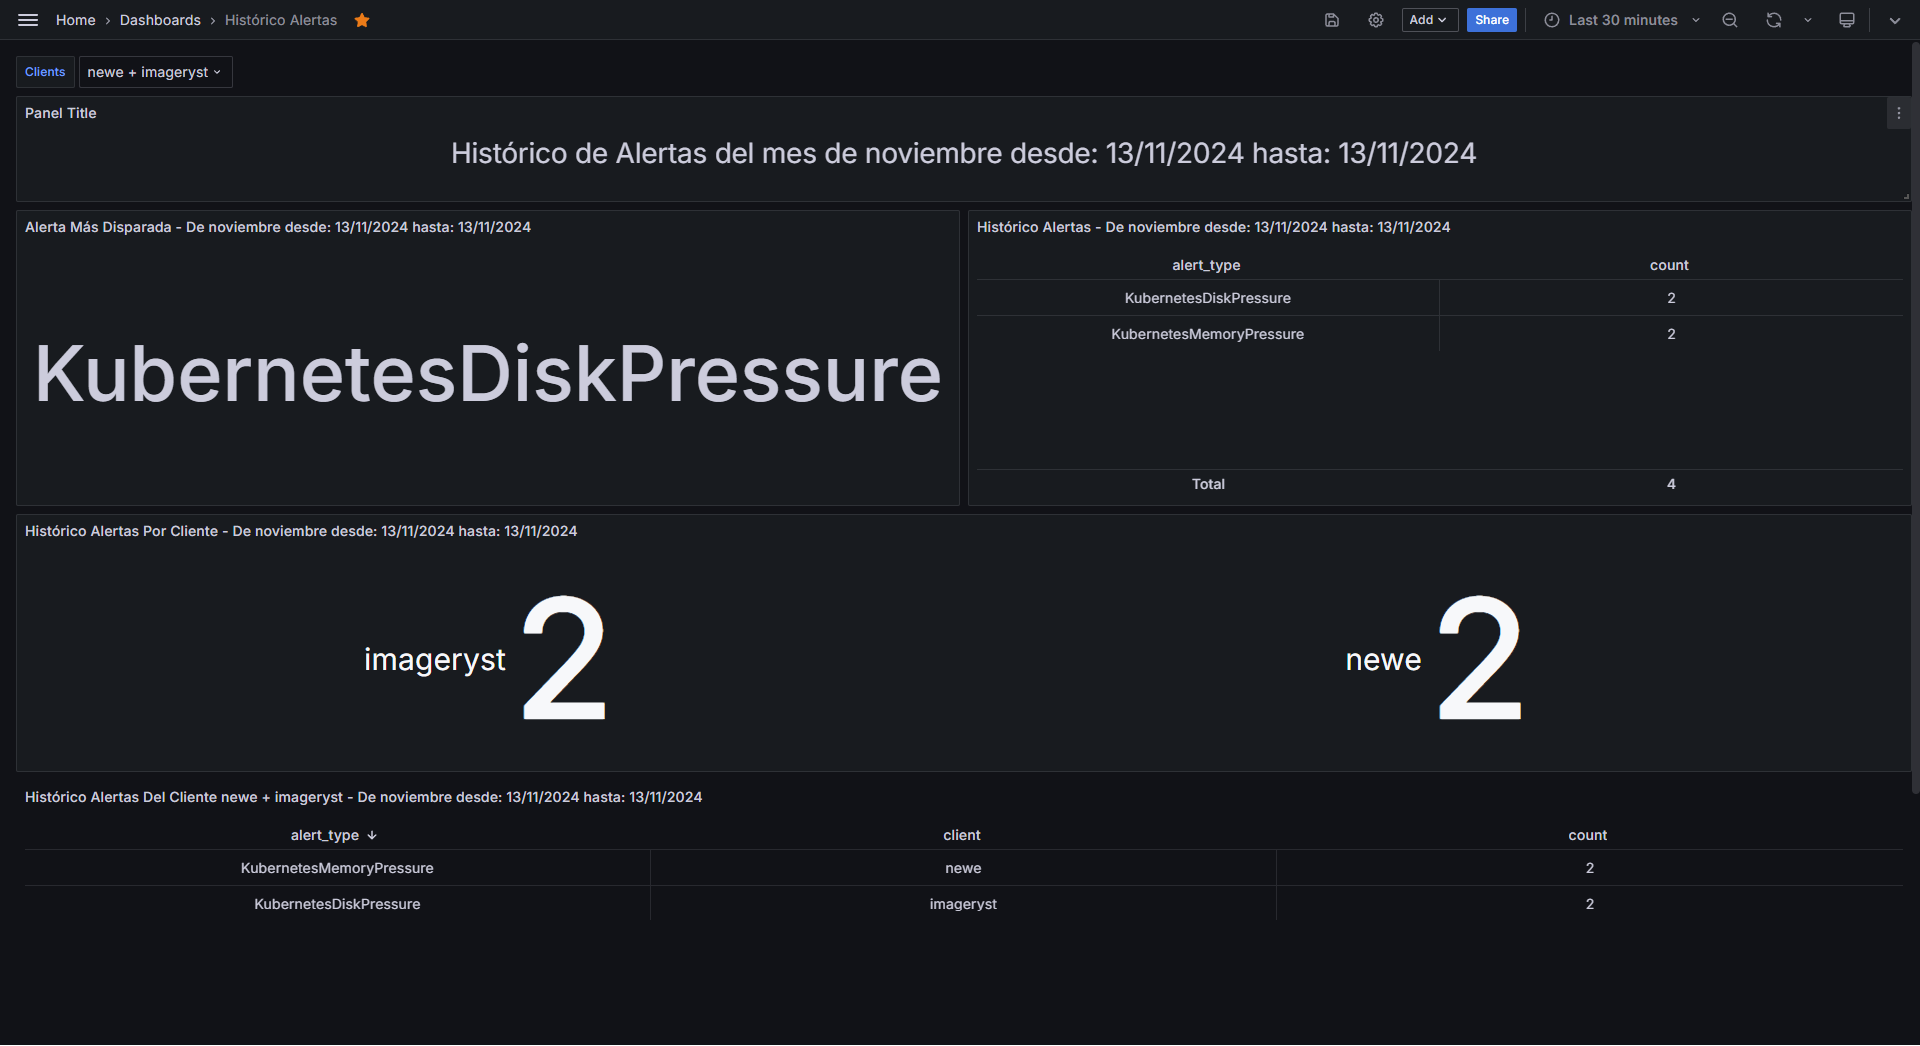 Home › Dashboards › Histórico Alertas
Add
Share
Last 30 minutes
Clients
newe + imageryst
Panel Title
Histórico de Alertas del mes de noviembre desde: 13/11/2024 hasta: 13/11/2024
Alerta Más Disparada - De noviembre desde: 13/11/2024 hasta: 13/11/2024
KubernetesDiskPressure
Histórico Alertas - De noviembre desde: 13/11/2024 hasta: 13/11/2024
alert_type count
KubernetesDiskPressure 2
KubernetesMemoryPressure 2
Total 4
Histórico Alertas Por Cliente - De noviembre desde: 13/11/2024 hasta: 13/11/2024
imageryst 2
newe 2
Histórico Alertas Del Cliente newe + imageryst - De noviembre desde: 13/11/2024 hasta: 13/11/2024
alert_type client count
KubernetesMemoryPressure newe 2
KubernetesDiskPressure imageryst 2